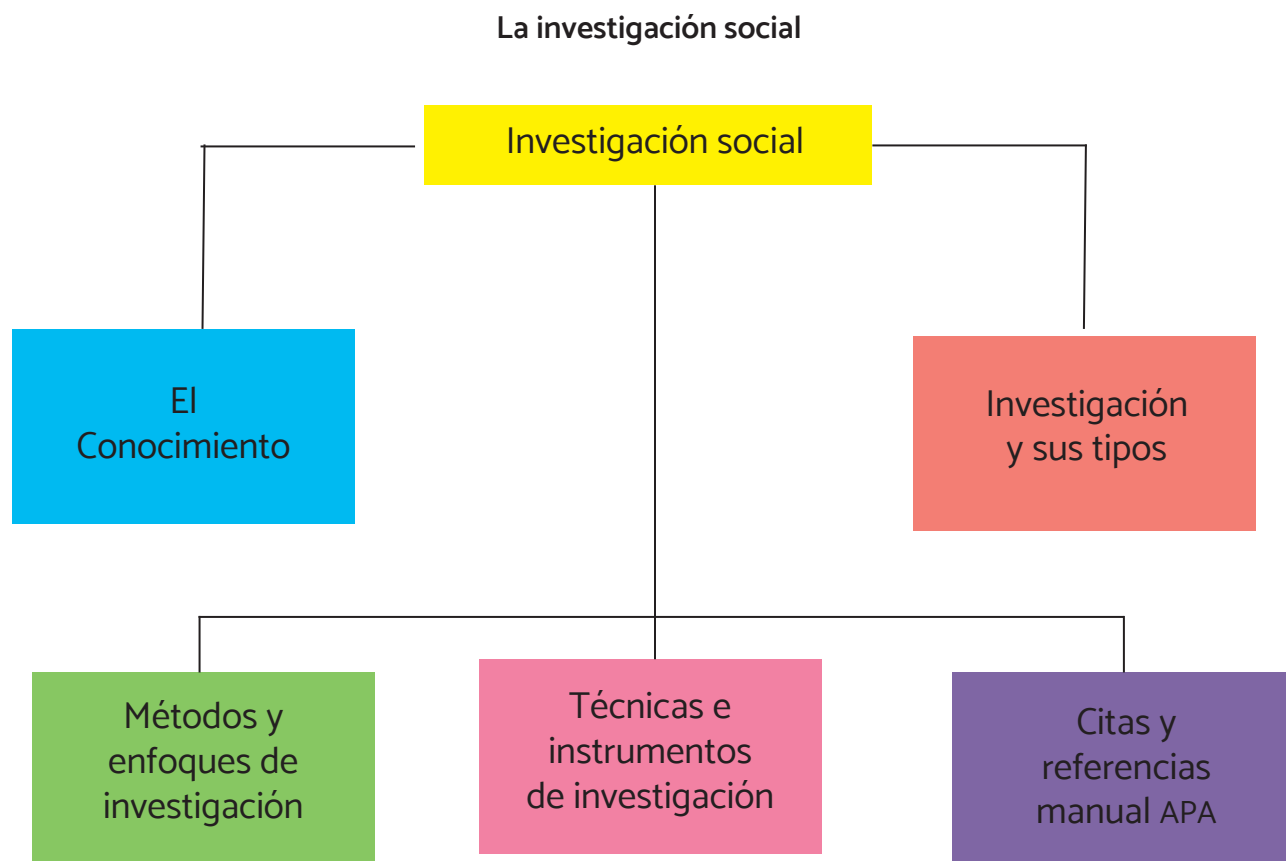 La investigación social
Investigación social
El
Conocimiento
Investigación
y sus tipos
Métodos y
enfoques de
investigación
Técnicas e
instrumentos
de investigación
Citas y
referencias
manual APA